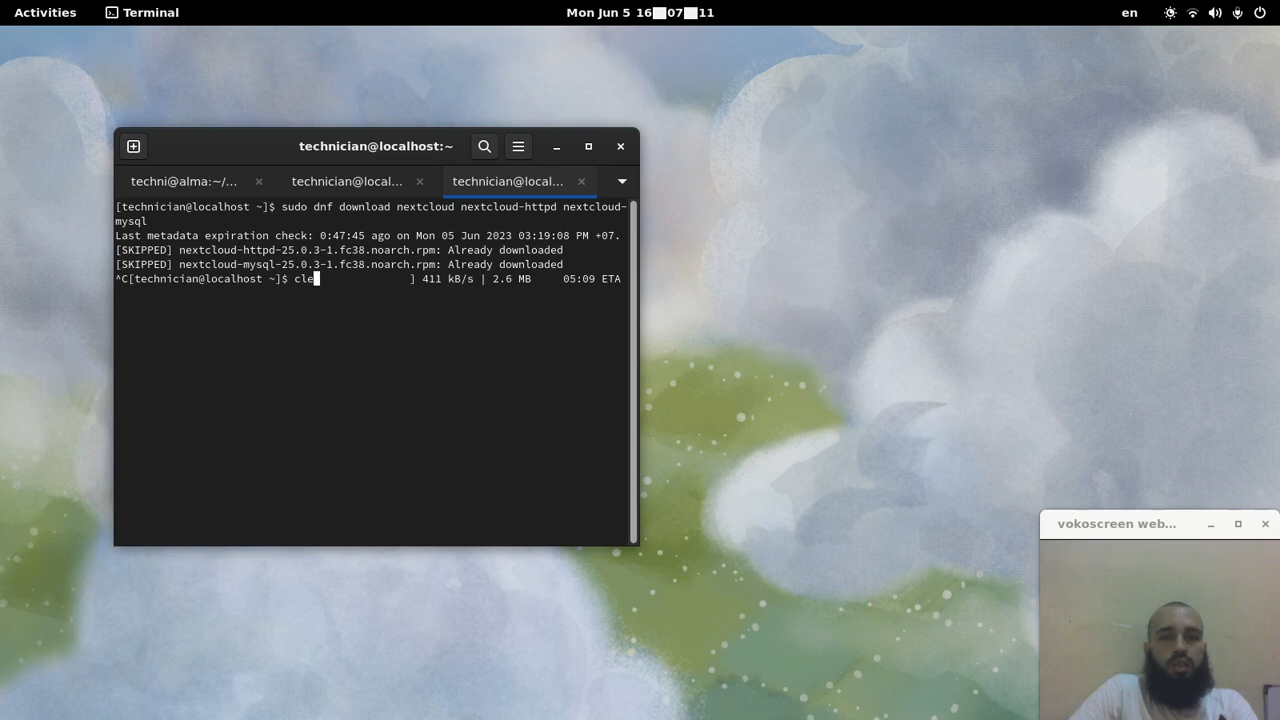 Activities
Terminal
Mon Jun 5 16 07 11
en
technician@localhost:~
techni@alma:~/...
technician@local...
technician@local...
[technician@localhost ~]$ sudo dnf download nextcloud nextcloud-httpd nextcloud-
mysql
Last metadata expiration check: 0:47:45 ago on Mon 05 Jun 2023 03:19:08 PM +07.
[SKIPPED] nextcloud-httpd-25.0.3-1.fc38.noarch.rpm: Already downloaded
[SKIPPED] nextcloud-mysql-25.0.3-1.fc38.noarch.rpm: Already downloaded
^C[technician@localhost ~]$ cle ] 411 kB/s | 2.6 MB 05:09 ETA
vokoscreen web...